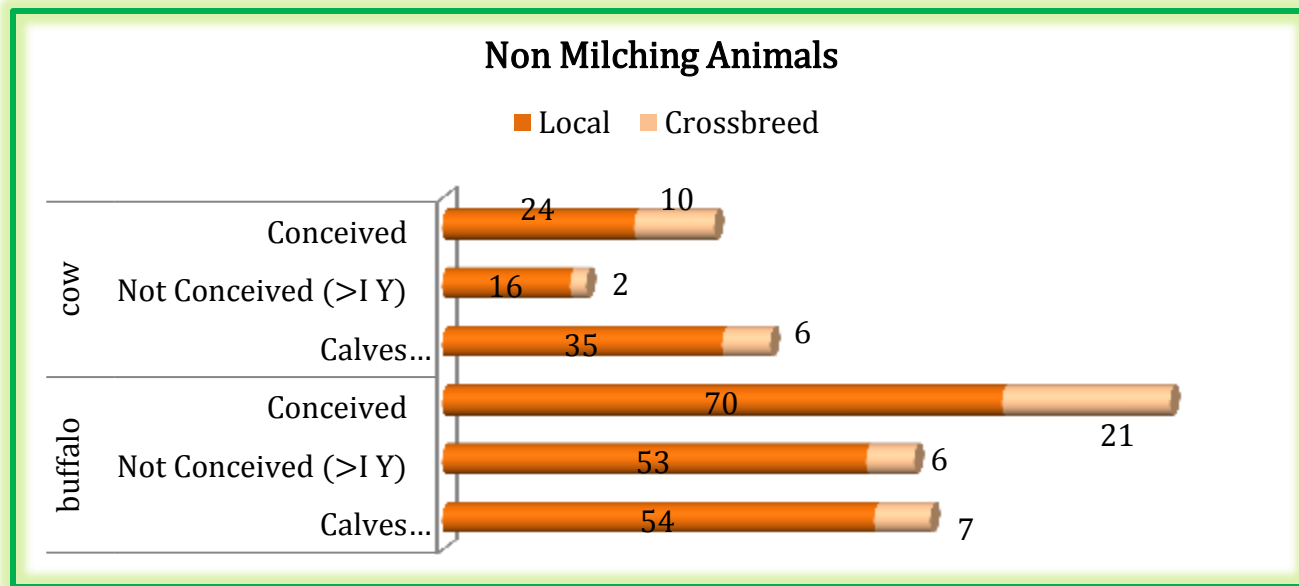 Non Milching Animals
Local Crossbreed
cow
Conceived 24 10
Not Conceived (>I Y) 16 2
Calves... 35 6
buffalo
Conceived 70 21
Not Conceived (>I Y) 53 6
Calves... 54 7